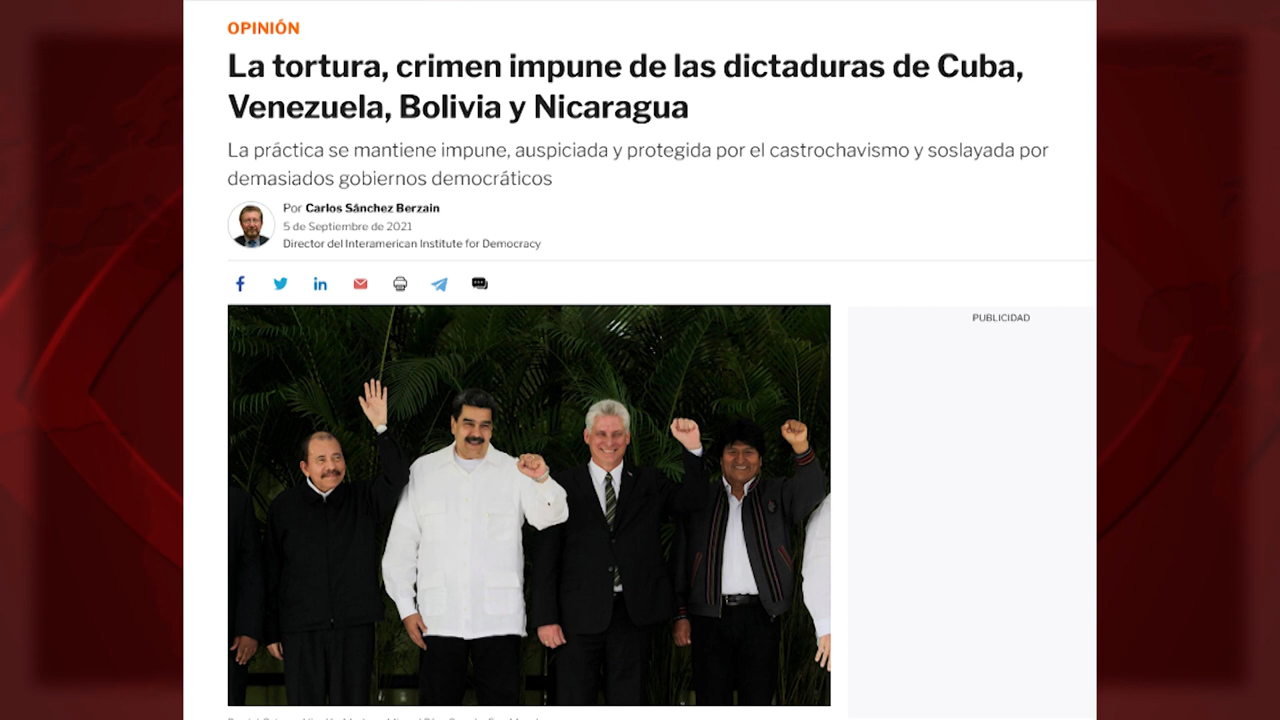 OPINIÓN
La tortura, crimen impune de las dictaduras de Cuba,
Venezuela, Bolivia y Nicaragua
La práctica se mantiene impune, auspiciada y protegida por el castrochavismo y soslayada por
demasiados gobiernos democráticos
Por Carlos Sánchez Berzain
5 de Septiembre de 2021
Director del Interamerican Institute for Democracy
PUBLICIDAD